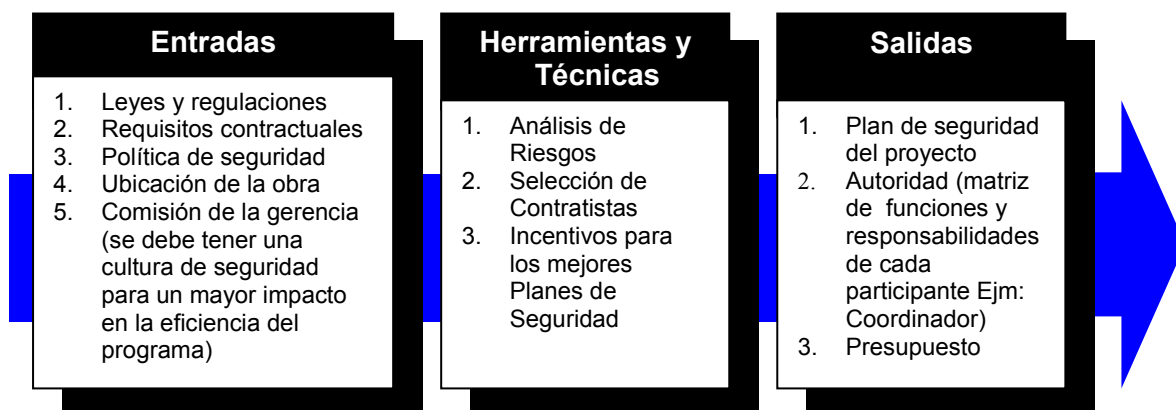 Entradas
1. Leyes y regulaciones
2. Requisitos contractuales
3. Política de seguridad
4. Ubicación de la obra
5. Comisión de la gerencia
(se debe tener una
cultura de seguridad
para un mayor impacto
en la eficiencia del
programa)
Herramientas y
Técnicas
1. Análisis de
Riesgos
2. Selección de
Contratistas
3. Incentivos para
los mejores
Planes de
Seguridad
Salidas
1. Plan de seguridad
del proyecto
2. Autoridad (matriz
de funciones y
responsabilidades
de cada
participante Ejm:
Coordinador)
3. Presupuesto